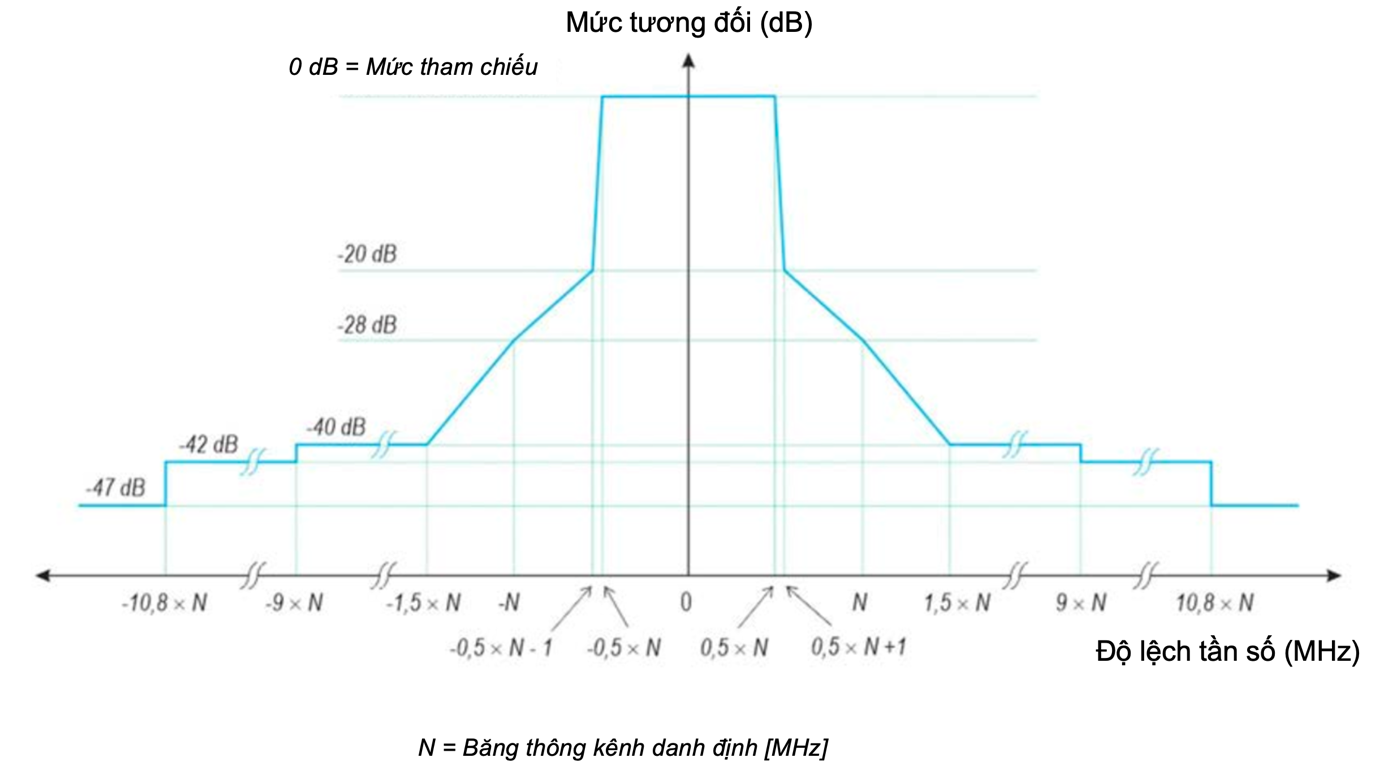 Mức tương đối (dB)
0 dB = Mức tham chiếu
-20 dB
-28 dB
-40 dB
-42 dB
-47 dB
-10,8 × N -9 × N -1,5 × N -N 0 N 1,5 × N 9 × N 10,8 × N
-0,5 × N - 1 -0,5 × N 0,5 × N 0,5 × N +1
Độ lệch tần số (MHz)
N = Băng thông kênh danh định [MHz]